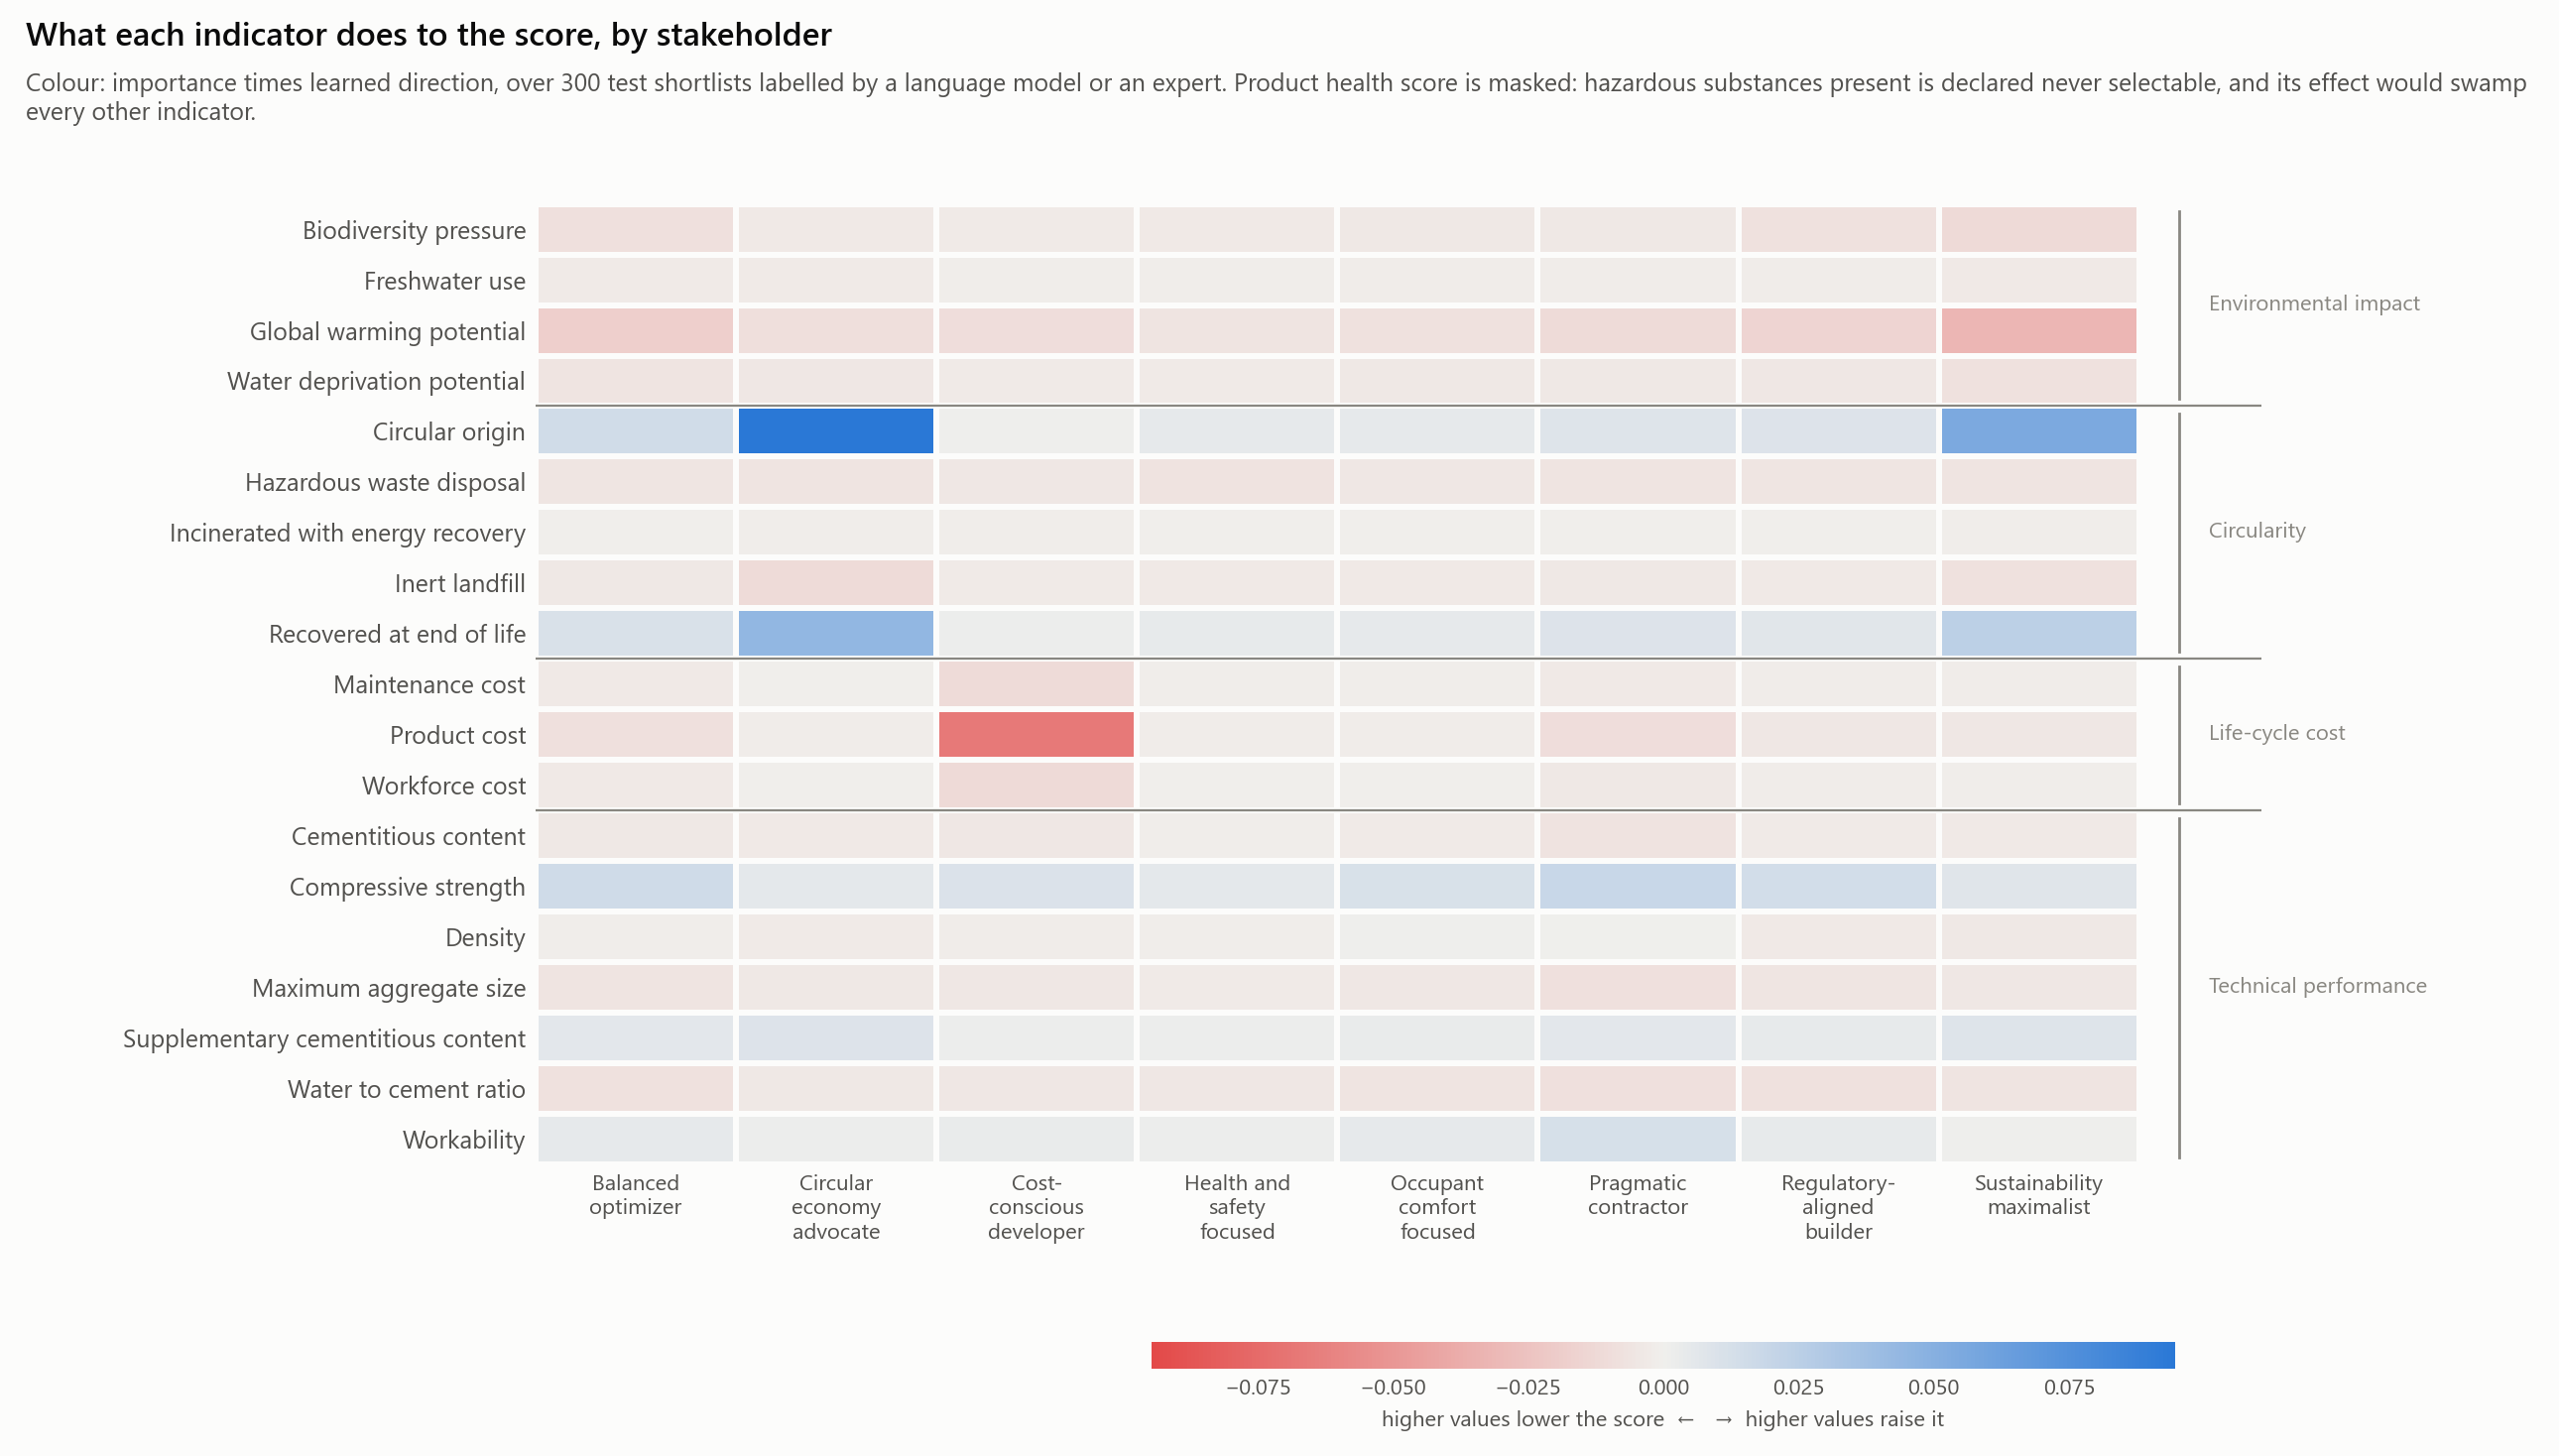 What each indicator does to the score, by stakeholder
Colour: importance times learned direction, over 300 test shortlists labelled by a language model or an expert. Product health score is masked: hazardous substances present is declared never selectable, and its effect would swamp
every other indicator.
Biodiversity pressure
Freshwater use
Global warming potential
Water deprivation potential
Environmental impact
Circular origin
Hazardous waste disposal
Incinerated with energy recovery
Inert landfill
Recovered at end of life
Circularity
Maintenance cost
Product cost
Workforce cost
Life-cycle cost
Cementitious content
Compressive strength
Density
Maximum aggregate size
Supplementary cementitious content
Water to cement ratio
Workability
Technical performance
Balanced
optimizer
Circular
economy
advocate
Cost-
conscious
developer
Health and
safety
focused
Occupant
comfort
focused
Pragmatic
contractor
Regulatory-
aligned
builder
Sustainability
maximalist
−0.075 −0.050 −0.025 0.000 0.025 0.050 0.075
higher values lower the score ← → higher values raise it